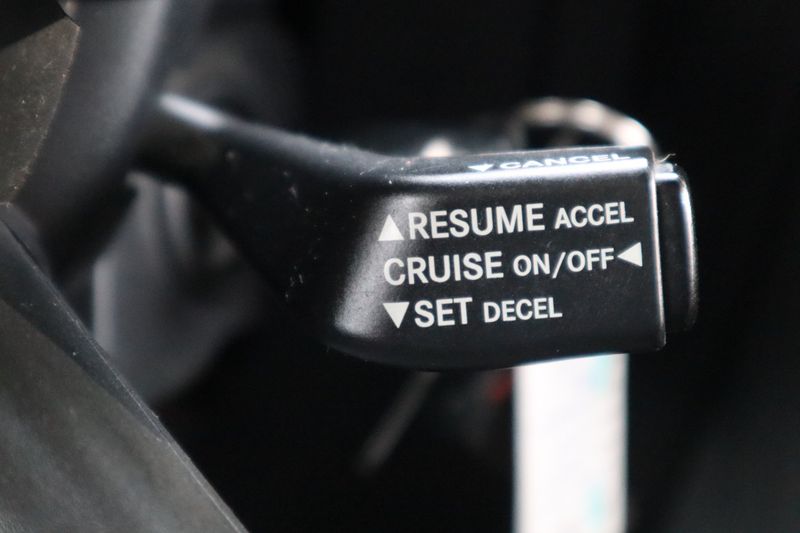 ▼CANCEL
▲RESUME ACCEL
CRUISE ON/OFF◀
▼SET DECEL